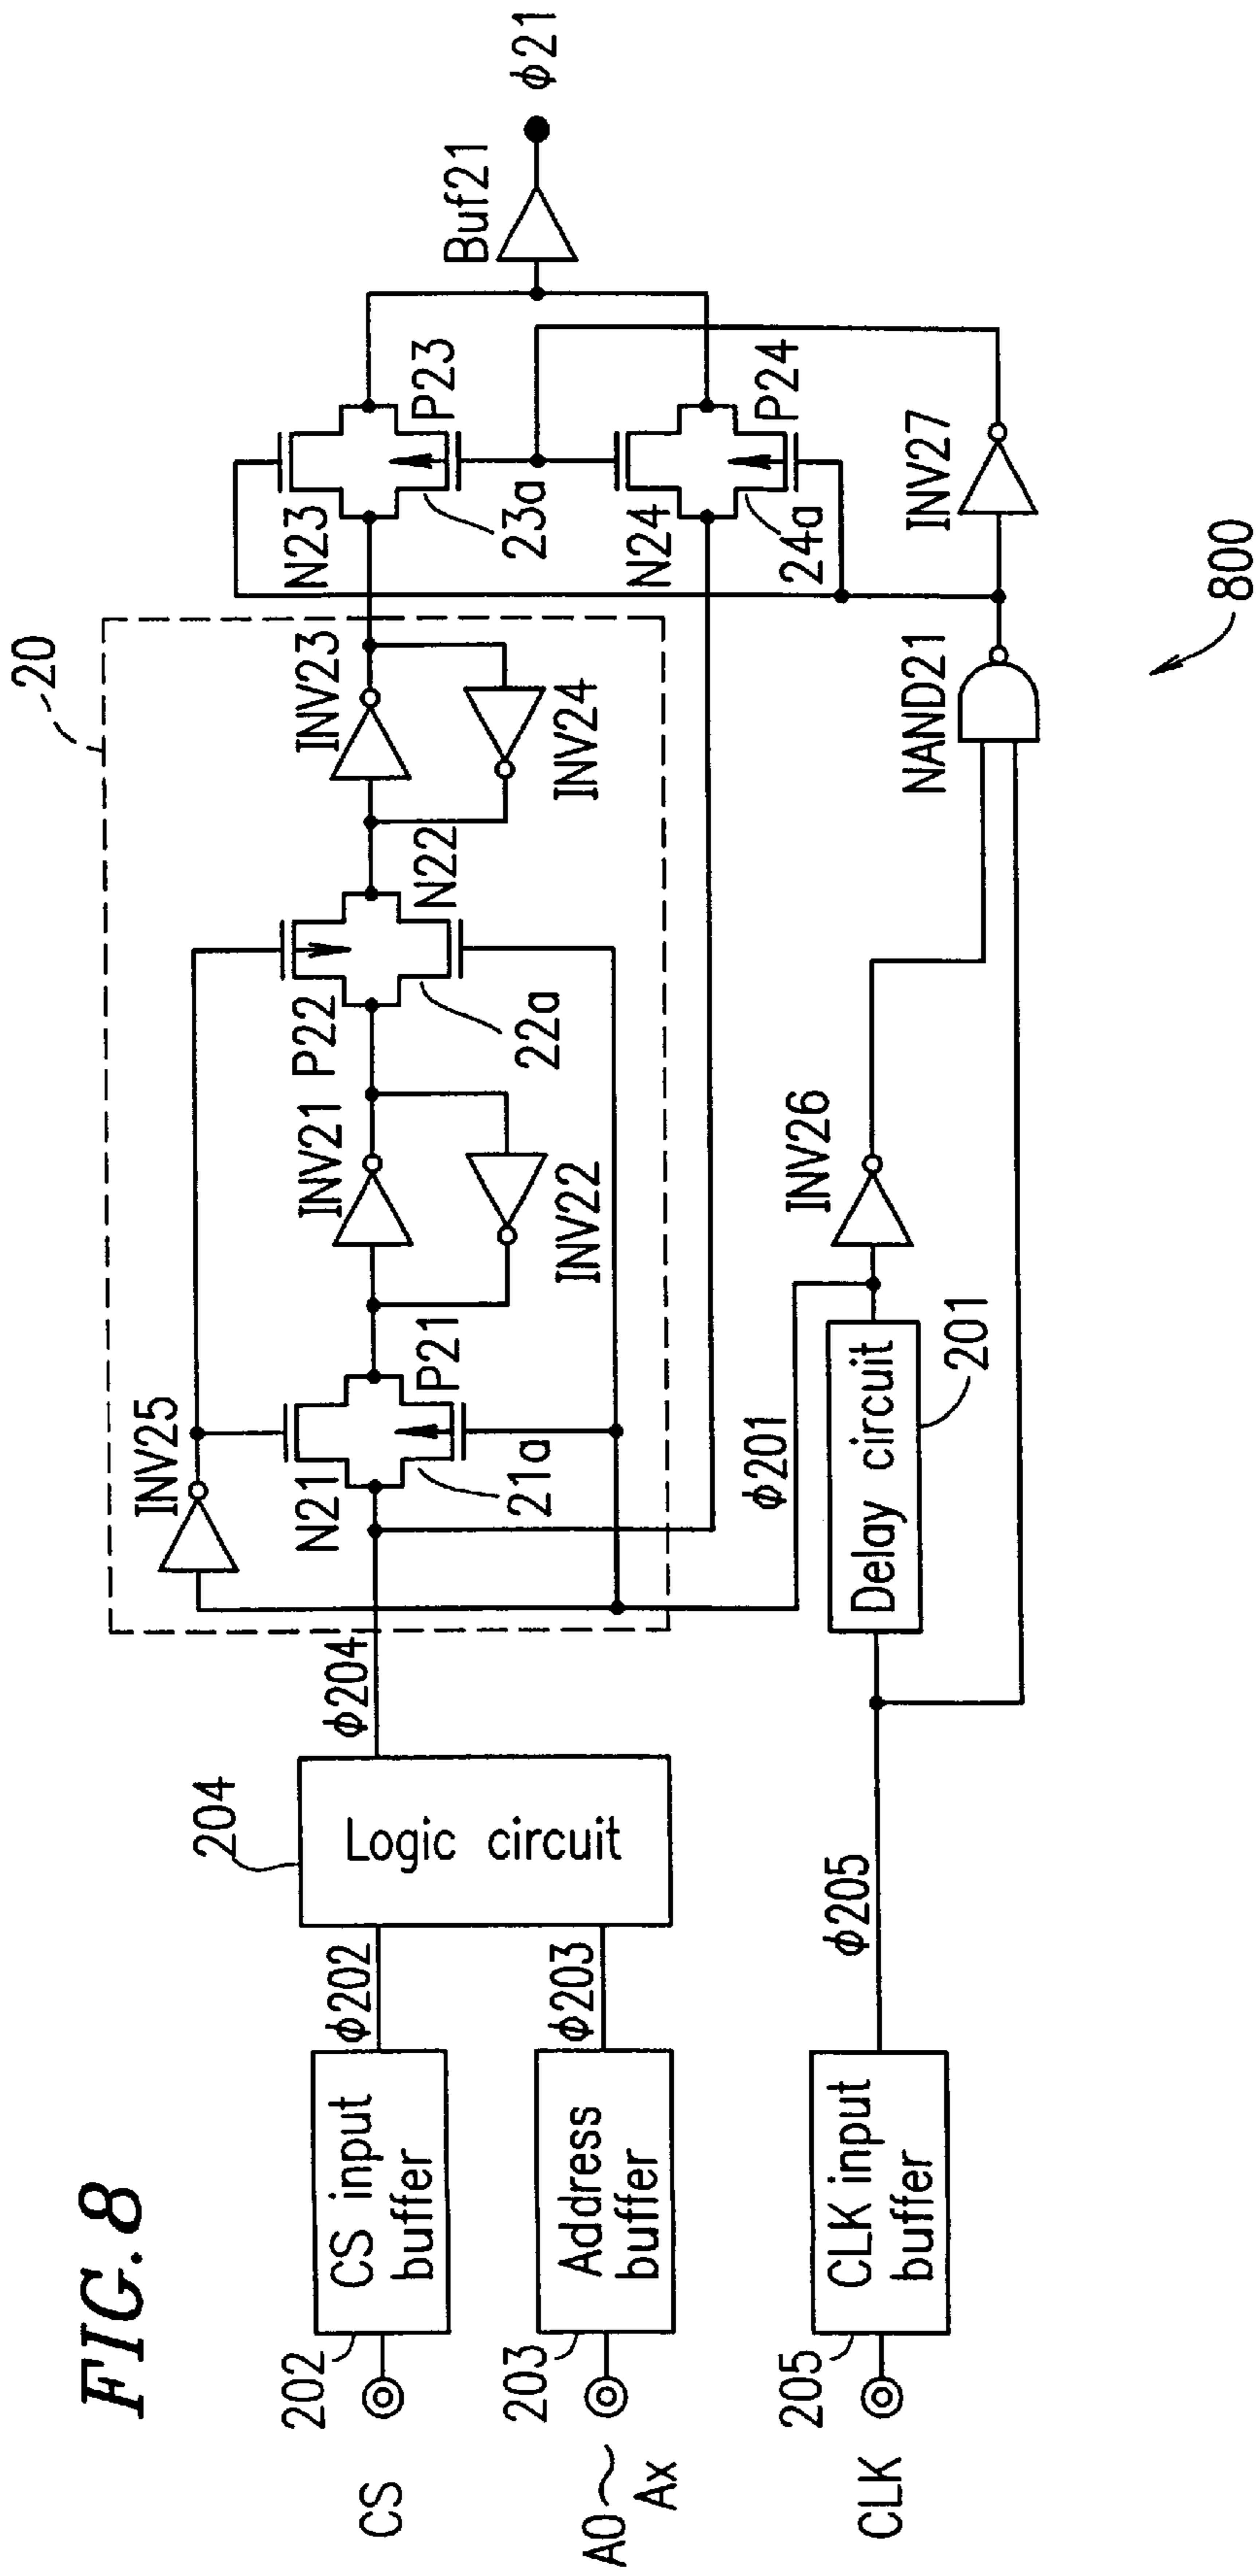 FIG. 8
20
INV25
N21
P21
21a
INV21
INV22
P22
N22
22a
INV23
INV24
N23
P23
23a
N24
P24
24a
Buf21
φ21
204
Logic circuit
φ204
φ202
φ203
202
CS input
buffer
CS
203
Address
buffer
A0~
Ax
205
CLK input
buffer
CLK
φ205
Delay circuit
201
φ201
INV26
NAND21
INV27
800